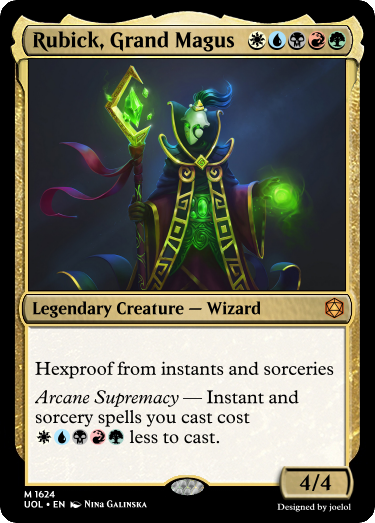 Rubick, Grand Magus
Legendary Creature — Wizard
Hexproof from instants and sorceries
Arcane Supremacy — Instant and
sorcery spells you cast cost
less to cast.
4/4
M 1624
UOL • EN Nina Galinska
Designed by joelol